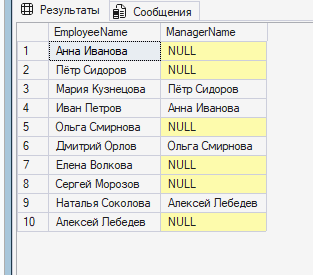 Результаты Сообщения
EmployeeName ManagerName
1 Анна Иванова NULL
2 Пётр Сидоров NULL
3 Мария Кузнецова Пётр Сидоров
4 Иван Петров Анна Иванова
5 Ольга Смирнова NULL
6 Дмитрий Орлов Ольга Смирнова
7 Елена Волкова NULL
8 Сергей Морозов NULL
9 Наталья Соколова Алексей Лебедев
10 Алексей Лебедев NULL